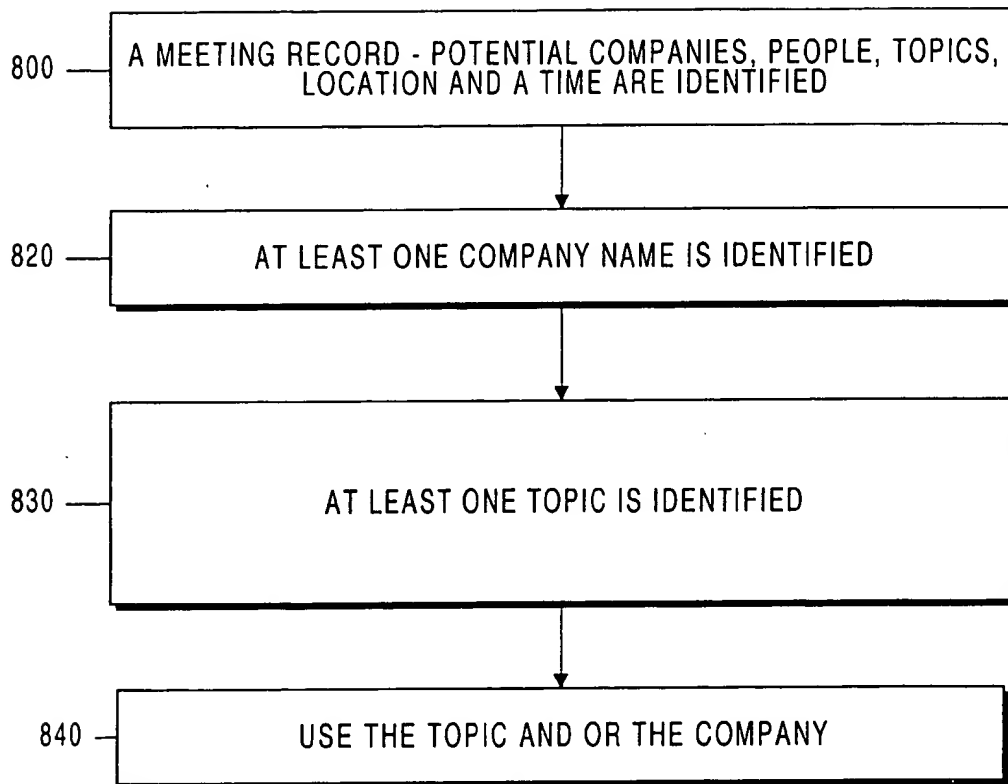 800
A MEETING RECORD - POTENTIAL COMPANIES, PEOPLE, TOPICS,
LOCATION AND A TIME ARE IDENTIFIED
820
AT LEAST ONE COMPANY NAME IS IDENTIFIED
830
AT LEAST ONE TOPIC IS IDENTIFIED
840
USE THE TOPIC AND OR THE COMPANY